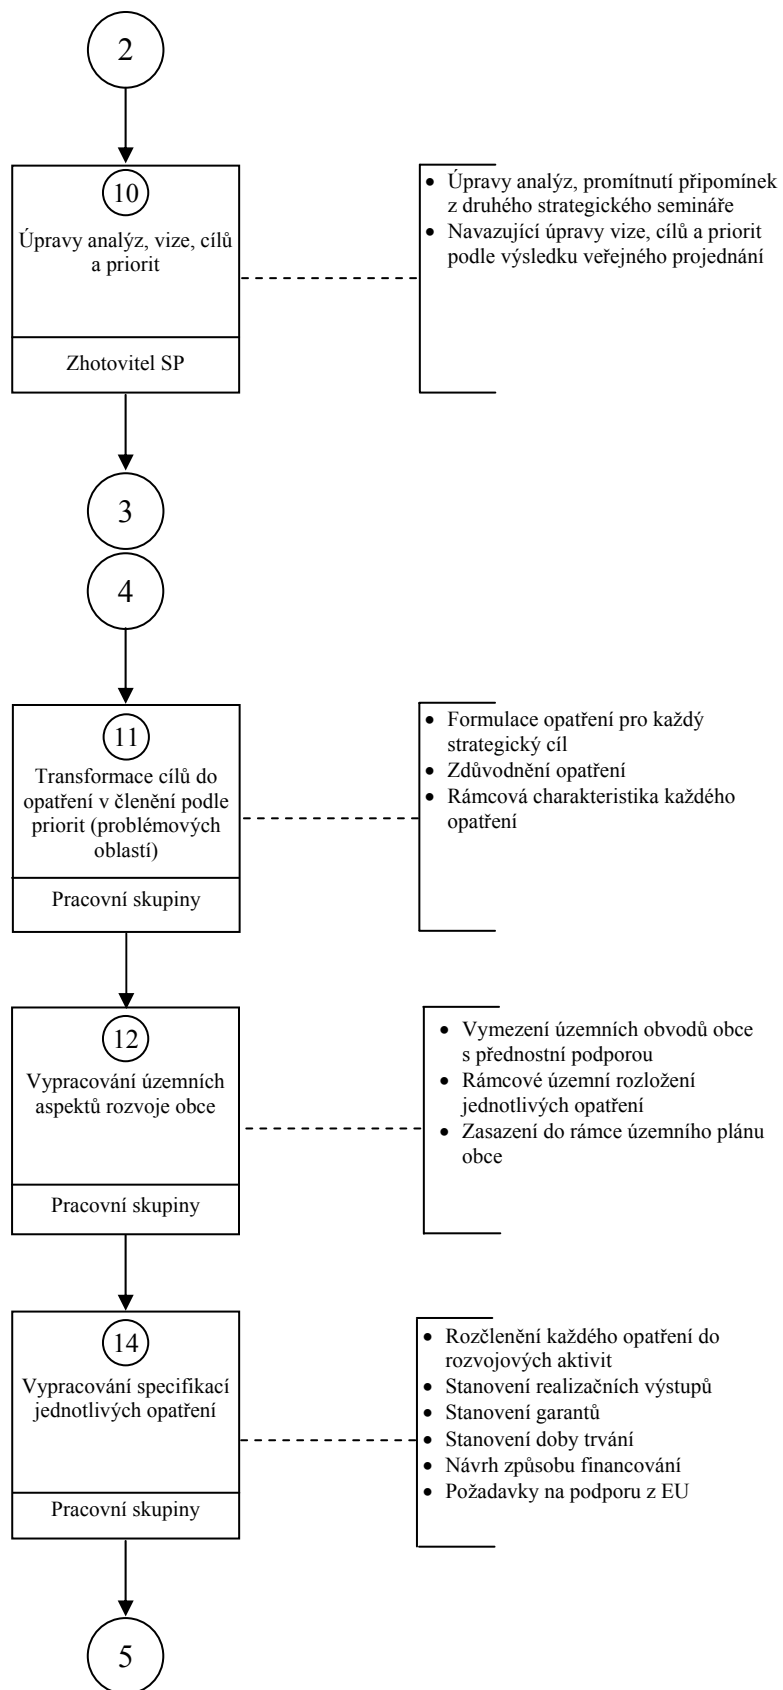 2
10
Úpravy analýz, vize, cílů
a priorit
Zhotovitel SP
• Úpravy analýz, promítnutí připomínek
z druhého strategického semináře
• Navazující úpravy vize, cílů a priorit
podle výsledku veřejného projednání
3
4
11
Transformace cílů do
opatření v členění podle
priorit (problémových
oblastí)
Pracovní skupiny
• Formulace opatření pro každý
strategický cíl
• Zdůvodnění opatření
• Rámcová charakteristika každého
opatření
12
Vypracování územních
aspektů rozvoje obce
Pracovní skupiny
• Vymezení územních obvodů obce
s přednostní podporou
• Rámcové územní rozložení
jednotlivých opatření
• Zasazení do rámce územního plánu
obce
14
Vypracování specifikací
jednotlivých opatření
Pracovní skupiny
• Rozčlenění každého opatření do
rozvojových aktivit
• Stanovení realizačních výstupů
• Stanovení garantů
• Stanovení doby trvání
• Návrh způsobu financování
• Požadavky na podporu z EU
5